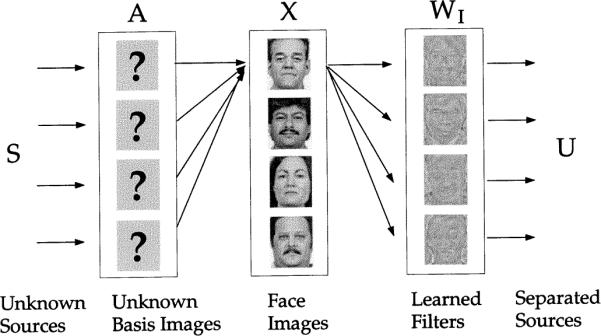 A X W_I
?
?
S U
?
?
Unknown Unknown Face Learned Separated
Sources Basis Images Images Filters Sources